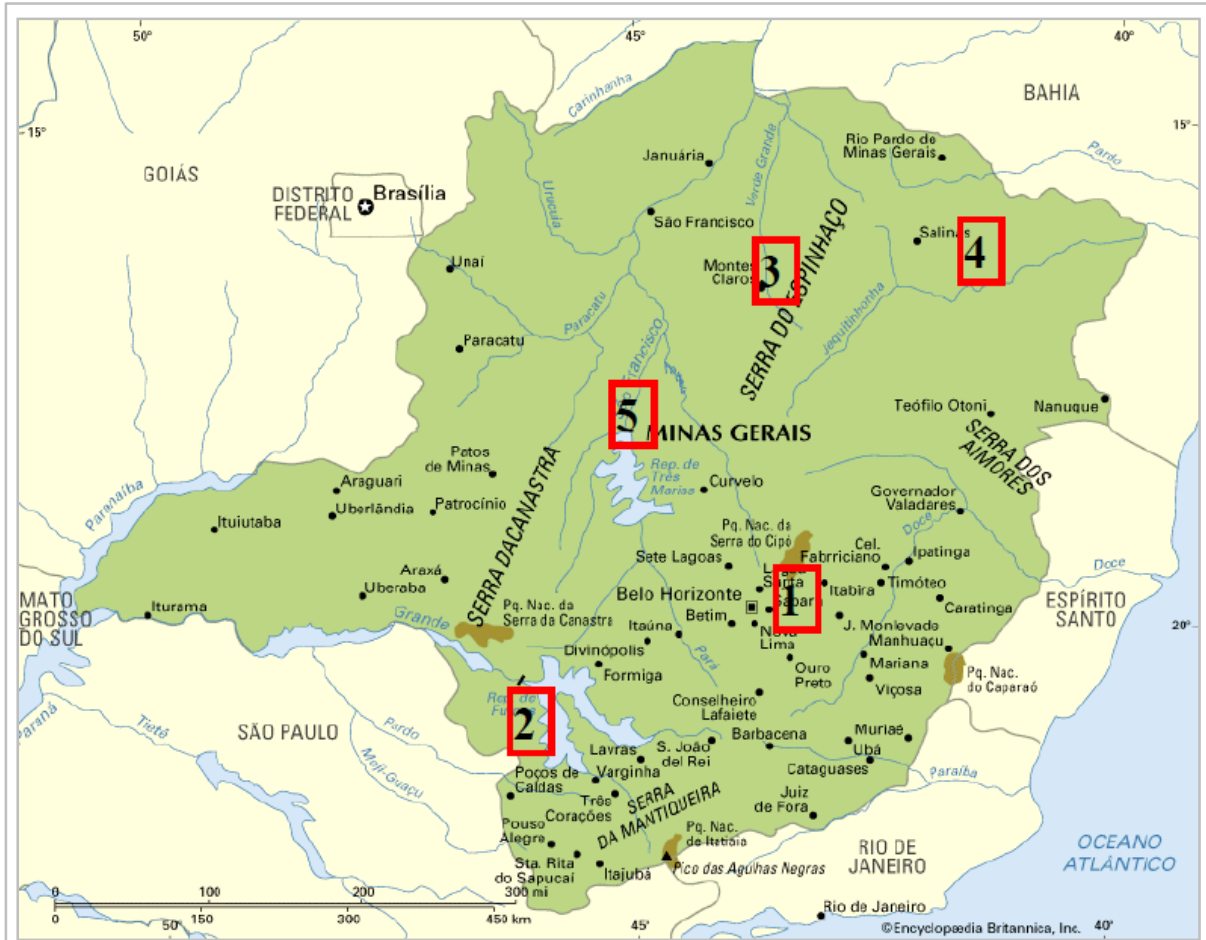 50°
45°
40°
BAHIA
Carinhanha
15°
15°
Rio Pardo de
Minas Gerais
Januária
Pardo
GOIÁS
Verde Grande
DISTRITO
FEDERAL
Brasília
Urucuia
São Francisco
SERRA DO ESPINHAÇO
Salinas
4
Unaí
Montes
Claros
3
Paracatu
Jequitinhonha
Paracatu
São Francisco
5
MINAS GERAIS
Teófilo Otoni
Nanuque
SERRA DOS
AIMORÉS
Patos
de Minas
Rep. de
Três
Marias
Araguari
Curvelo
Paranaíba
Uberlândia
Patrocínio
Governador
Valadares
Ituiutaba
SERRA DACANASTRA
Pq. Nac. da
Serra do Cipó
Doce
Cel.
Fabrriciano
Ipatinga
Sete Lagoas
Lagoa
Santa
Doce
Araxá
Itabira
Timóteo
Belo Horizonte
Sabará
1
Uberaba
Caratinga
MATO
GROSSO
DO SUL
Iturama
Grande
Pq. Nac. da
Serra da Canastra
Itaúna
Betim
Nova
Lima
J. Monlevade
ESPÍRITO
SANTO
Manhuaçu
20°
Divinópolis
Pará
Formiga
Ouro
Preto
Mariana
Pq. Nac.
do Caparaó
Viçosa
Rep. de
2
Conselheiro
Lafaiete
Paraná
Tietê
SÃO PAULO
Pardo
Barbacena
Muriaé
Ubá
Lavras
S. João
del Rei
Moji-Guaçu
Cataguases
Paraíba
Poços de
Caldas
Varginha
Três
Corações
SERRA
DA MANTIQUEIRA
Juiz
de Fora
Pouso
Alegre
Pq. Nac.
de Itatiaia
Sta. Rita
do Sapucaí
Itajubá
Pico das Agulhas Negras
RIO DE
JANEIRO
OCEANO
ATLÂNTICO
0 100 200 300 mi
0 150 300 450 km
Rio de Janeiro
50°
45°
40°
©Encyclopædia Britannica, Inc.